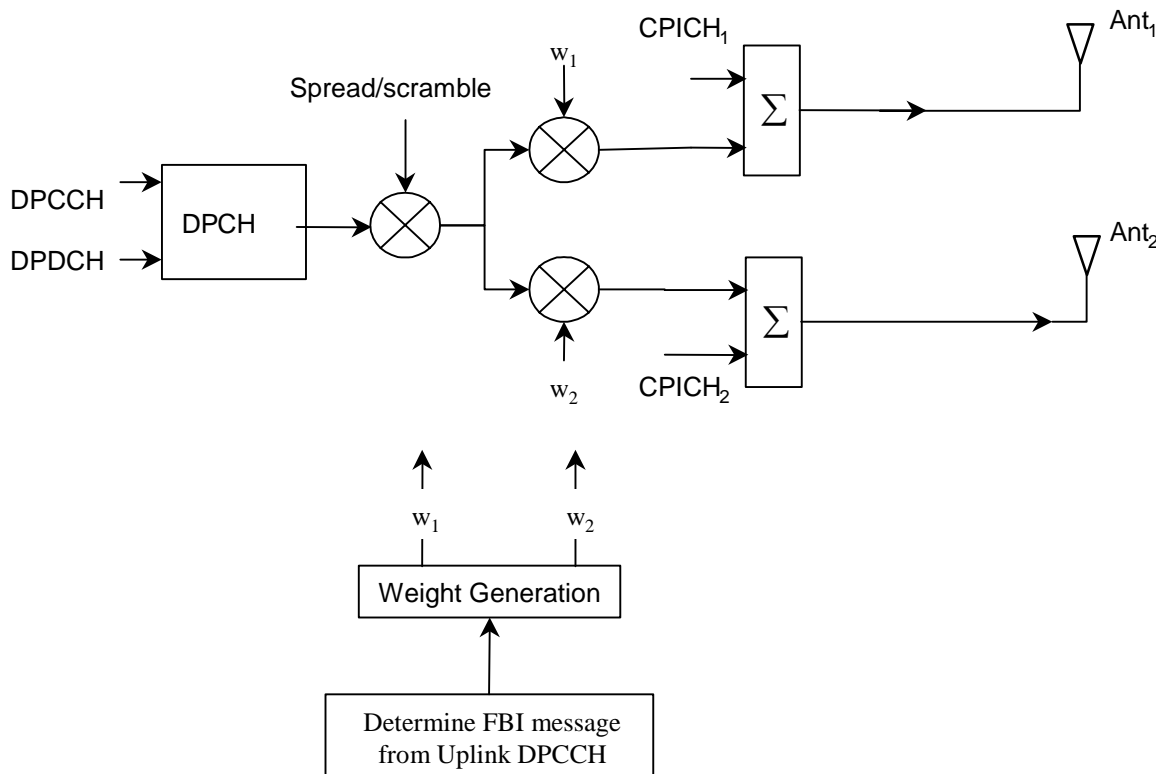 CPICH₁
Ant₁
w₁
Spread/scramble
Σ
DPCCH
DPCH
DPDCH
Ant₂
Σ
w₂
CPICH₂
w₁
w₂
Weight Generation
Determine FBI message
from Uplink DPCCH